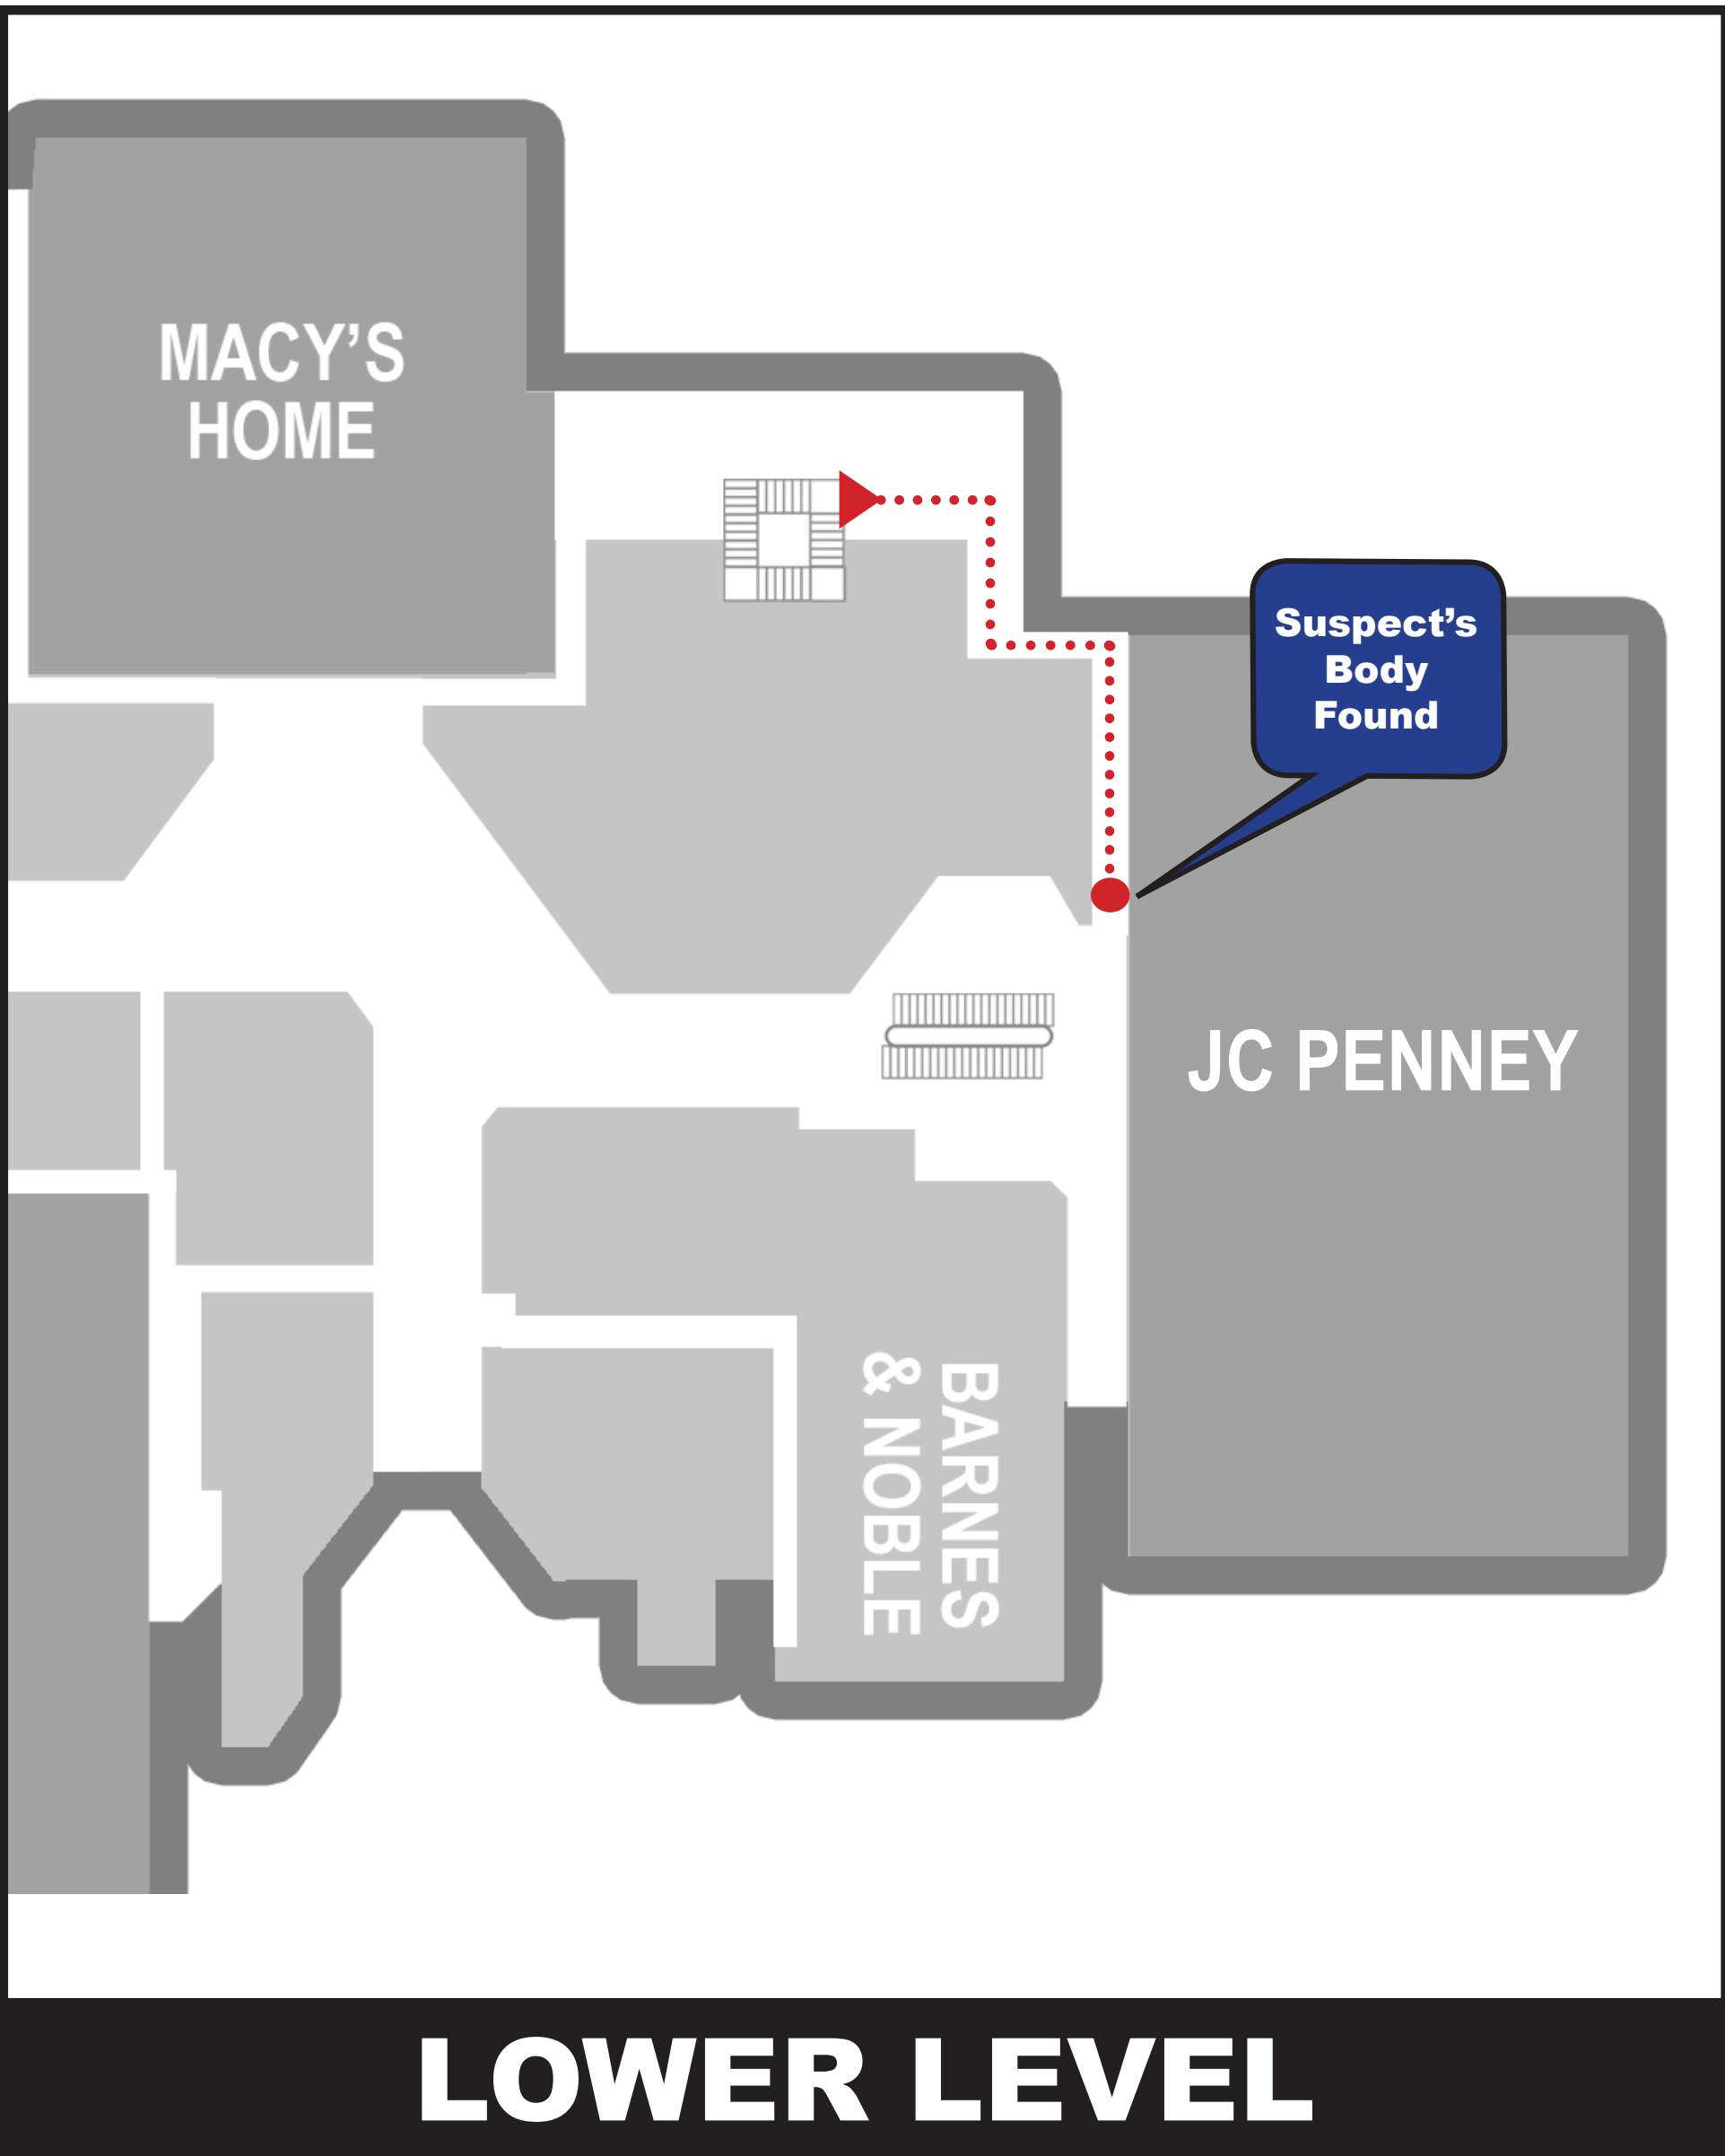 MACY’S
HOME
Suspect’s
Body
Found
JC PENNEY
BARNES
& NOBLE
LOWER LEVEL